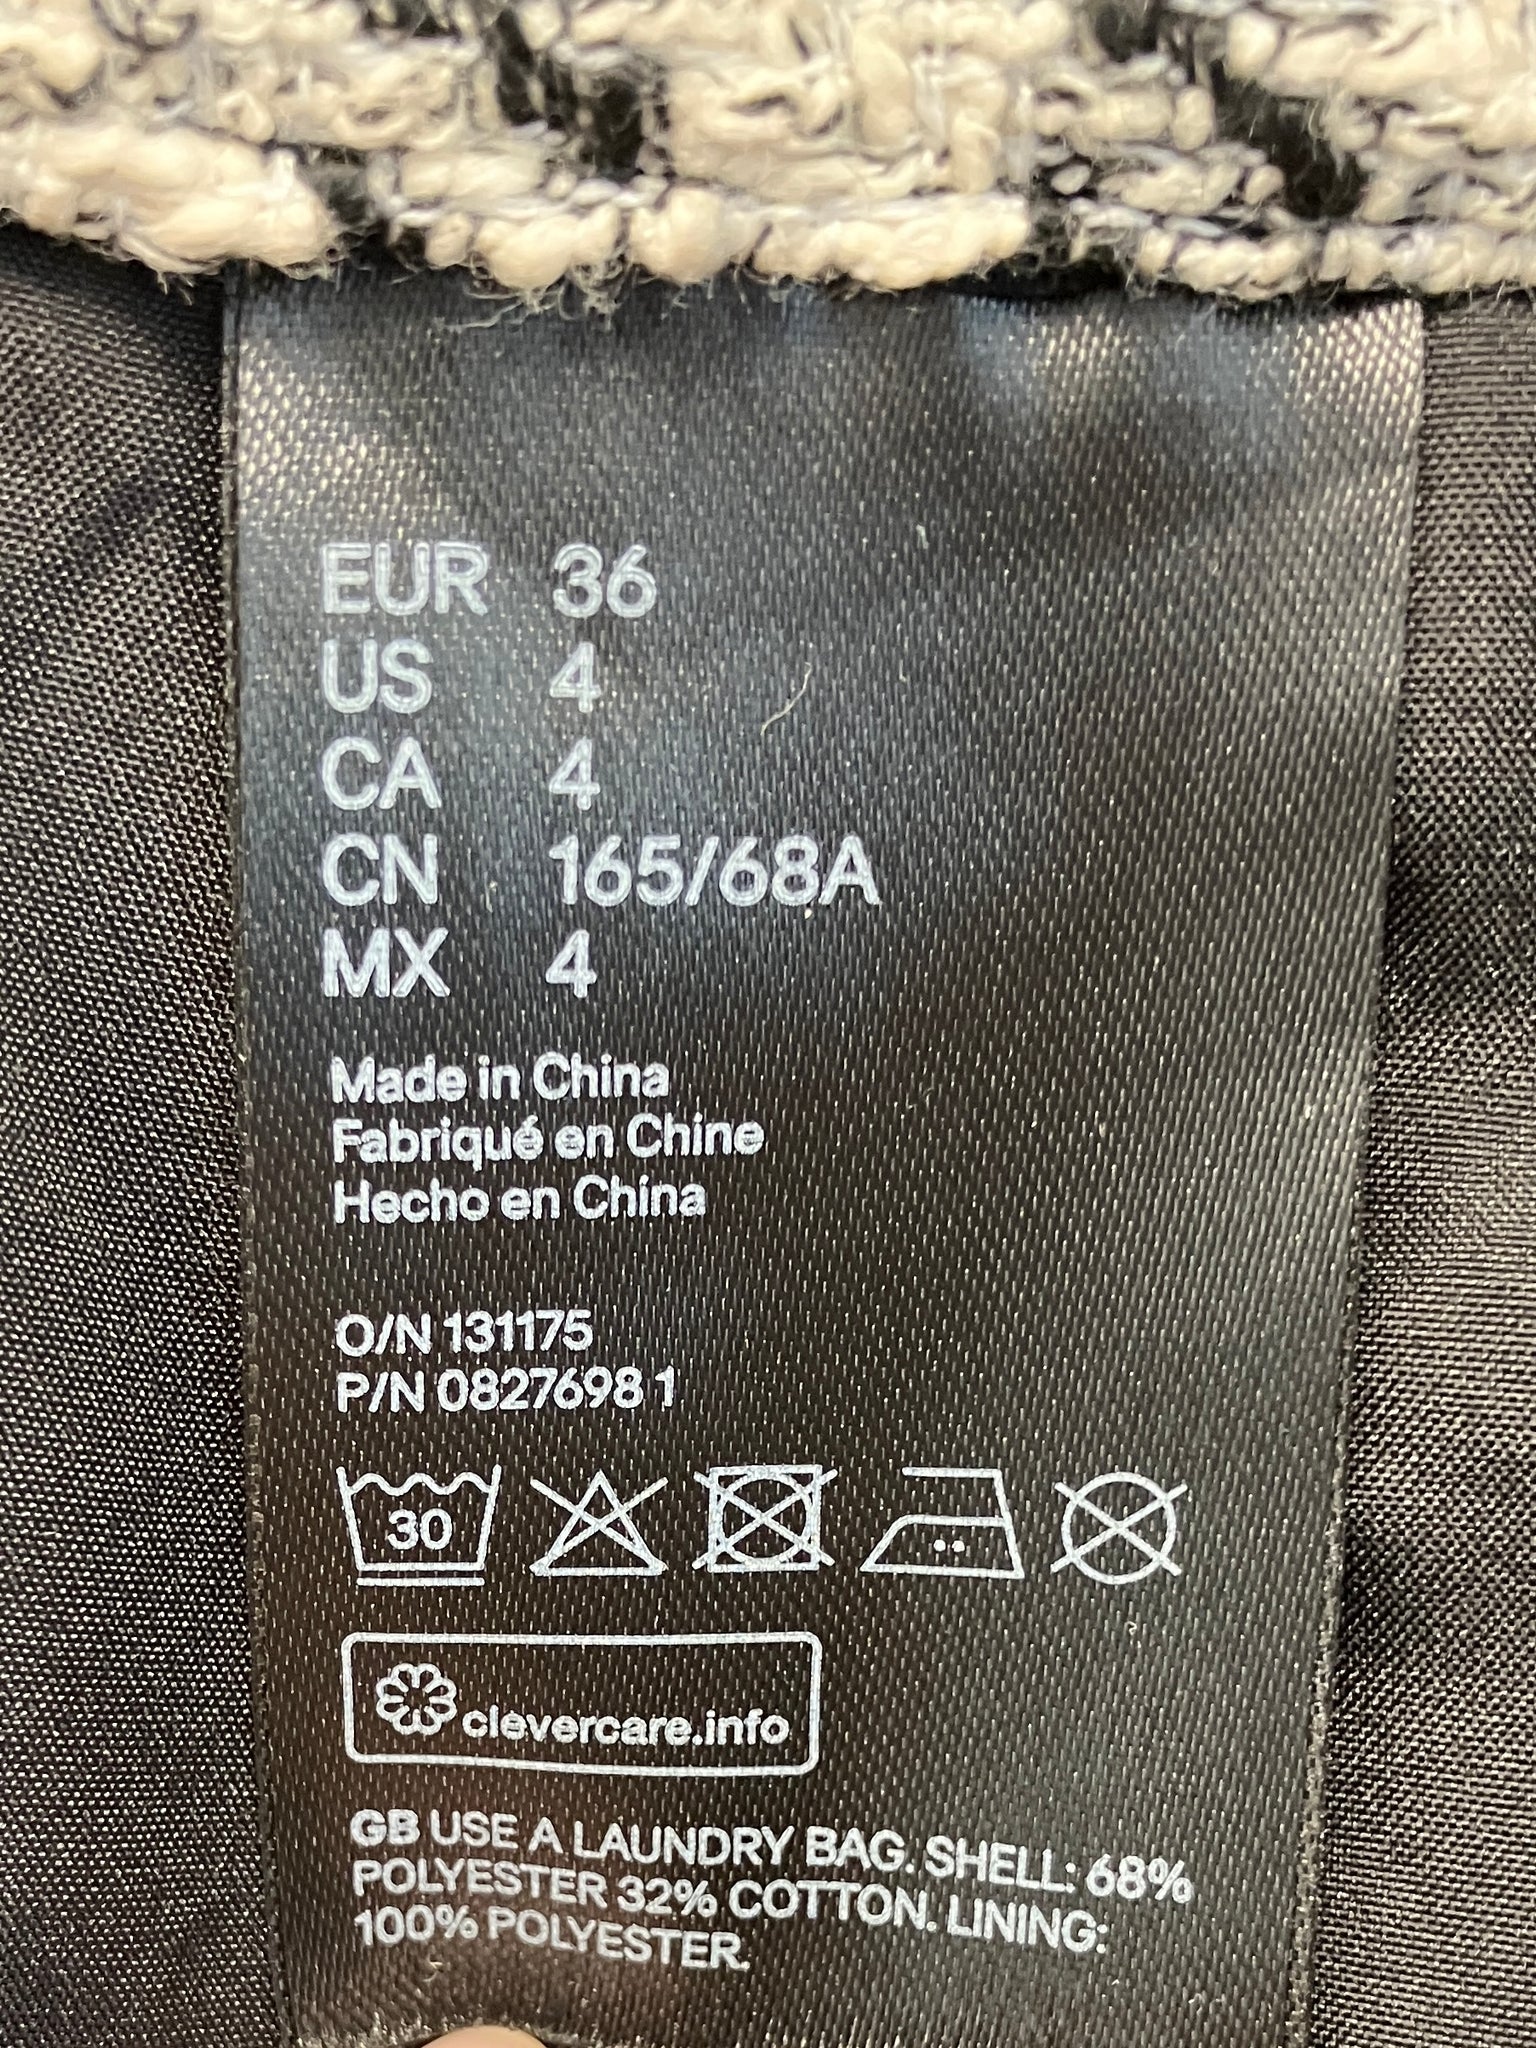 EUR 36
US 4
CA 4
CN 165/68A
MX 4
Made in China
Fabriqué en Chine
Hecho en China
O/N 131175
P/N 0827698 1
30
clevercare.info
GB USE A LAUNDRY BAG. SHELL: 68%
POLYESTER 32% COTTON. LINING:
100% POLYESTER.